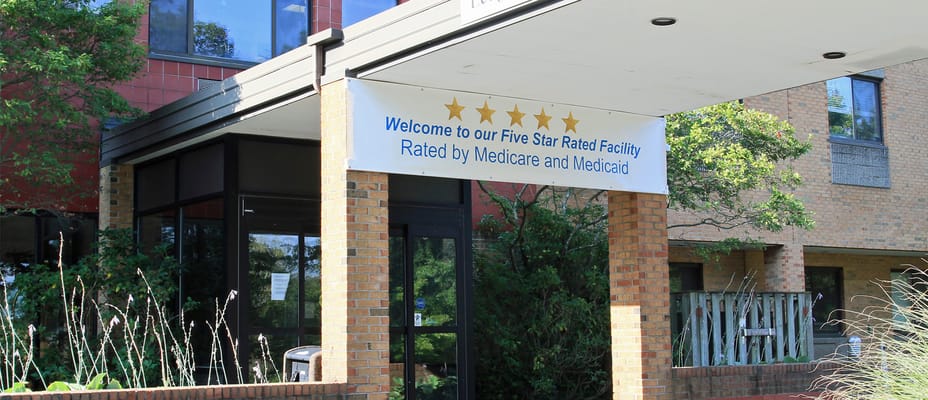 Welcome to our Five Star Rated Facility
Rated by Medicare and Medicaid